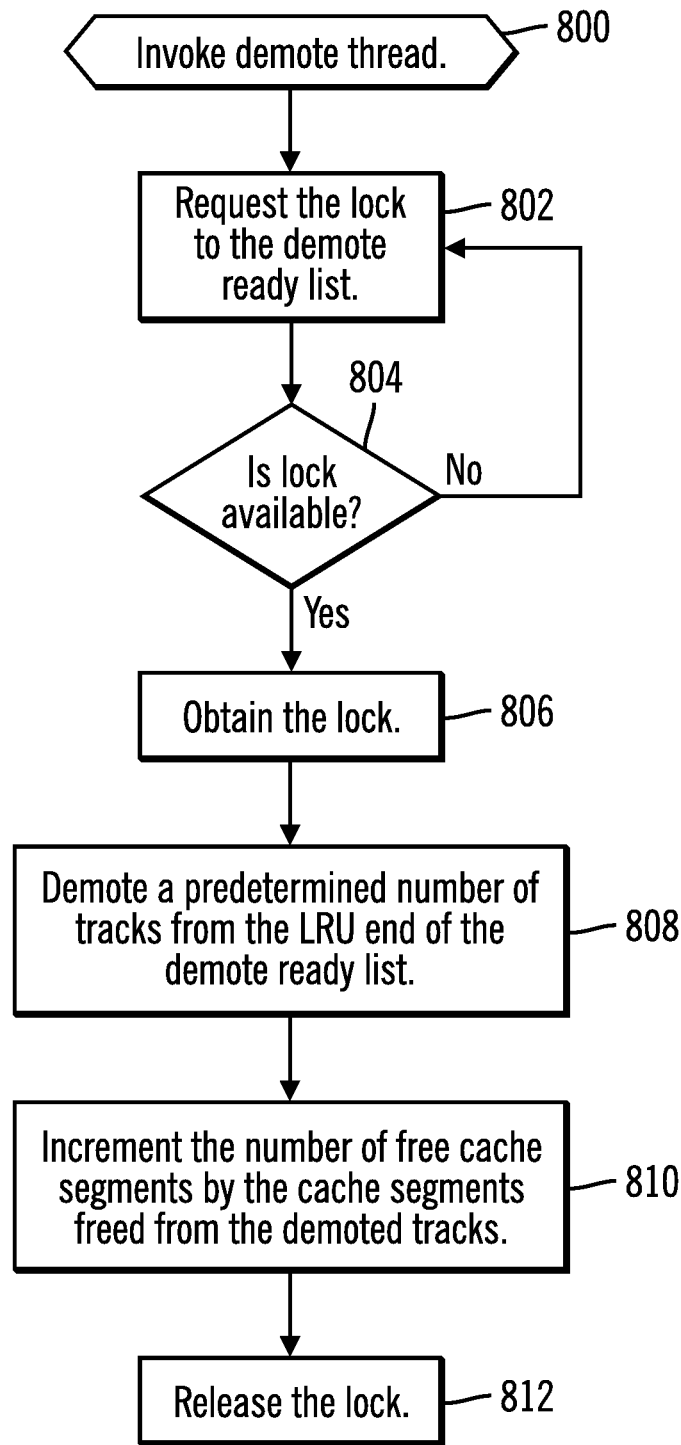 Invoke demote thread.
800
Request the lock
to the demote
ready list.
802
804
Is lock
available?
No
Yes
Obtain the lock.
806
Demote a predetermined number of
tracks from the LRU end of the
demote ready list.
808
Increment the number of free cache
segments by the cache segments
freed from the demoted tracks.
810
Release the lock.
812